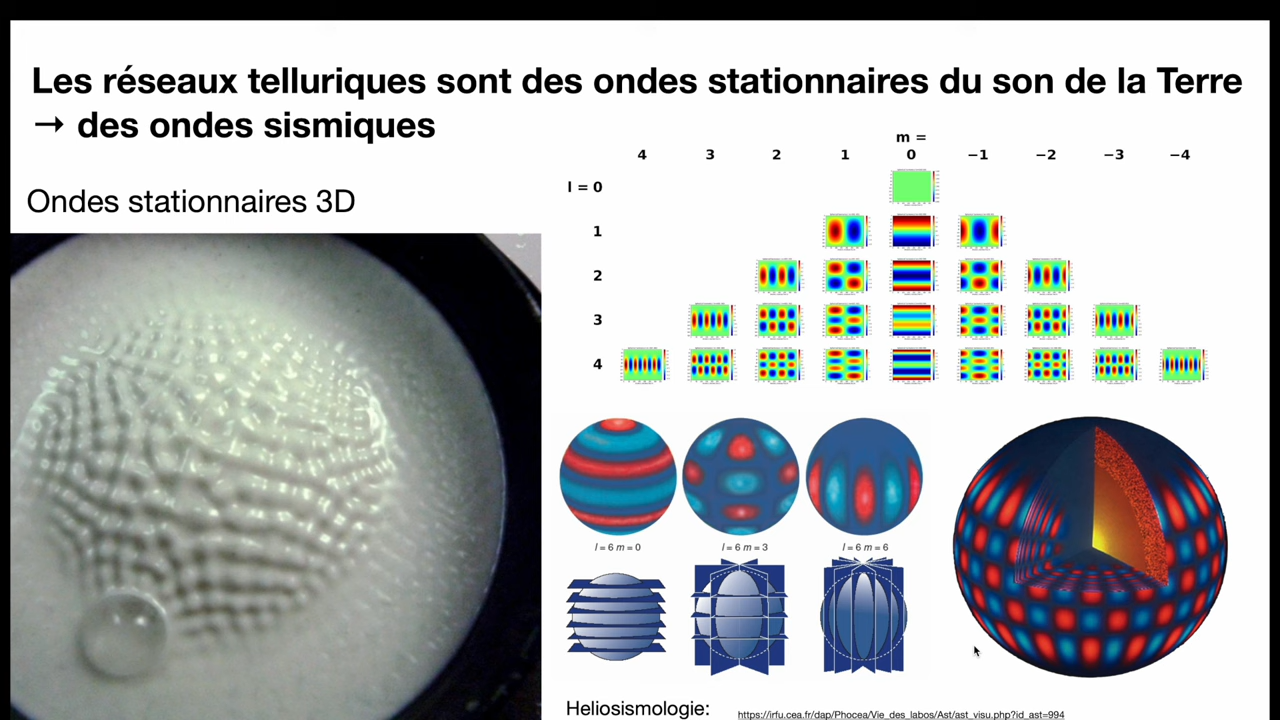 Les réseaux telluriques sont des ondes stationnaires du son de la Terre
→ des ondes sismiques
Ondes stationnaires 3D
m =
4 3 2 1 0 −1 −2 −3 −4
l = 0
1
2
3
4
l = 6 m = 0 l = 6 m = 3 l = 6 m = 6
Heliosismologie: https://irfu.cea.fr/dap/Phocea/Vie_des_labos/Ast/ast_visu.php?id_ast=994